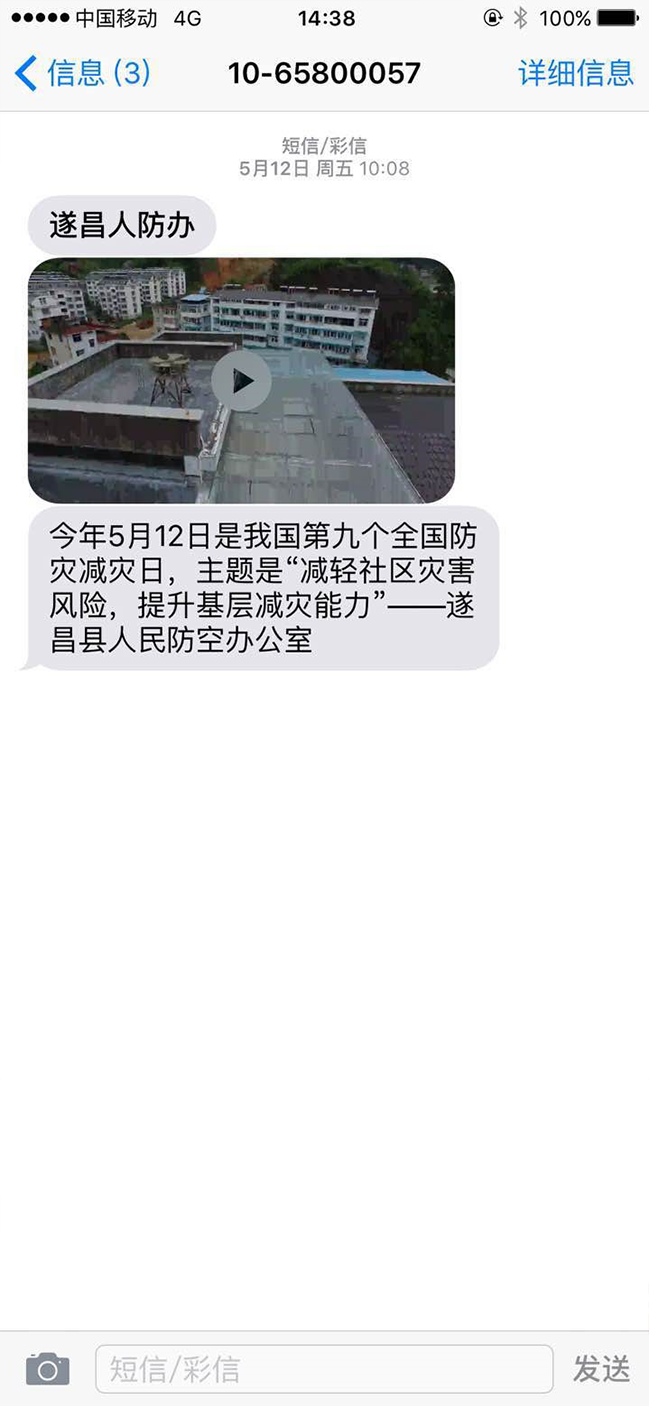 中国移动 4G 14:38 100%
信息 (3) 10-65800057 详细信息
短信/彩信
5月12日 周五 10:08
遂昌人防办
今年5月12日是我国第九个全国防
灾减灾日，主题是“减轻社区灾害
风险，提升基层减灾能力”——遂
昌县人民防空办公室
短信/彩信 发送